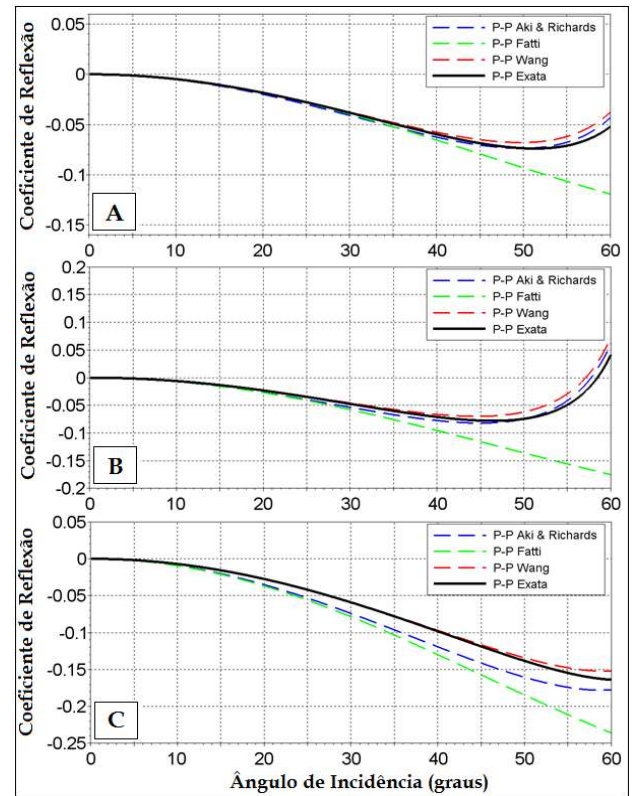 Coeficiente de Reflexão
0.05
0
-0.05
-0.1
-0.15
A
P-P Aki & Richards
P-P Fatti
P-P Wang
P-P Exata
0 10 20 30 40 50 60
Coeficiente de Reflexão
0.2
0.15
0.1
0.05
0
-0.05
-0.1
-0.15
-0.2
B
P-P Aki & Richards
P-P Fatti
P-P Wang
P-P Exata
0 10 20 30 40 50 60
Coeficiente de Reflexão
0.05
0
-0.05
-0.1
-0.15
-0.2
-0.25
C
P-P Aki & Richards
P-P Fatti
P-P Wang
P-P Exata
0 10 20 30 40 50 60
Ângulo de Incidência (graus)